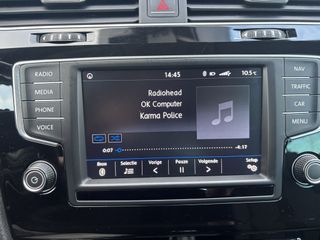 14:45
10.5°C
RADIO
MEDIA
PHONE
VOICE
Radiohead
OK Computer
Karma Police
0:07
-4:17
Bron
Selectie
Vorige
Pauze
Volgende
Setup
NAV
TRAFFIC
CAR
MENU